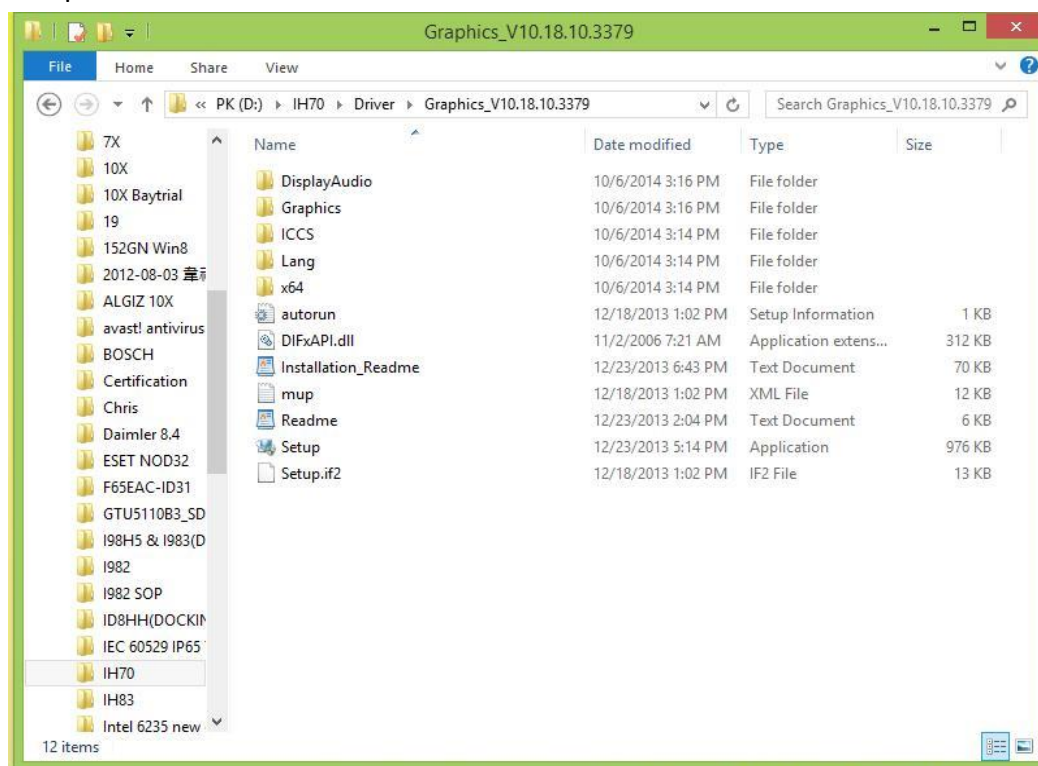 Graphics_V10.18.10.3379
File Home Share View
« PK (D:) ▸ IH70 ▸ Driver ▸ Graphics_V10.18.10.3379 Search Graphics_V10.18.10.3379
Name Date modified Type Size
7X
10X
10X Baytrial
19
152GN Win8
2012-08-03
ALGIZ 10X
avast! antivirus
BOSCH
Certification
Chris
Daimler 8.4
ESET NOD32
F65EAC-ID31
GTU5110B3_SD
I98H5 & I983(D
I982
I982 SOP
ID8HH(DOCKIN
IEC 60529 IP65
IH70
IH83
Intel 6235 new
DisplayAudio 10/6/2014 3:16 PM File folder
Graphics 10/6/2014 3:16 PM File folder
ICCS 10/6/2014 3:14 PM File folder
Lang 10/6/2014 3:14 PM File folder
x64 10/6/2014 3:14 PM File folder
autorun 12/18/2013 1:02 PM Setup Information 1 KB
DIFxAPI.dll 11/2/2006 7:21 AM Application extens... 312 KB
Installation_Readme 12/23/2013 6:43 PM Text Document 70 KB
mup 12/18/2013 1:02 PM XML File 12 KB
Readme 12/23/2013 2:04 PM Text Document 6 KB
Setup 12/23/2013 5:14 PM Application 976 KB
Setup.if2 12/18/2013 1:02 PM IF2 File 13 KB
12 items